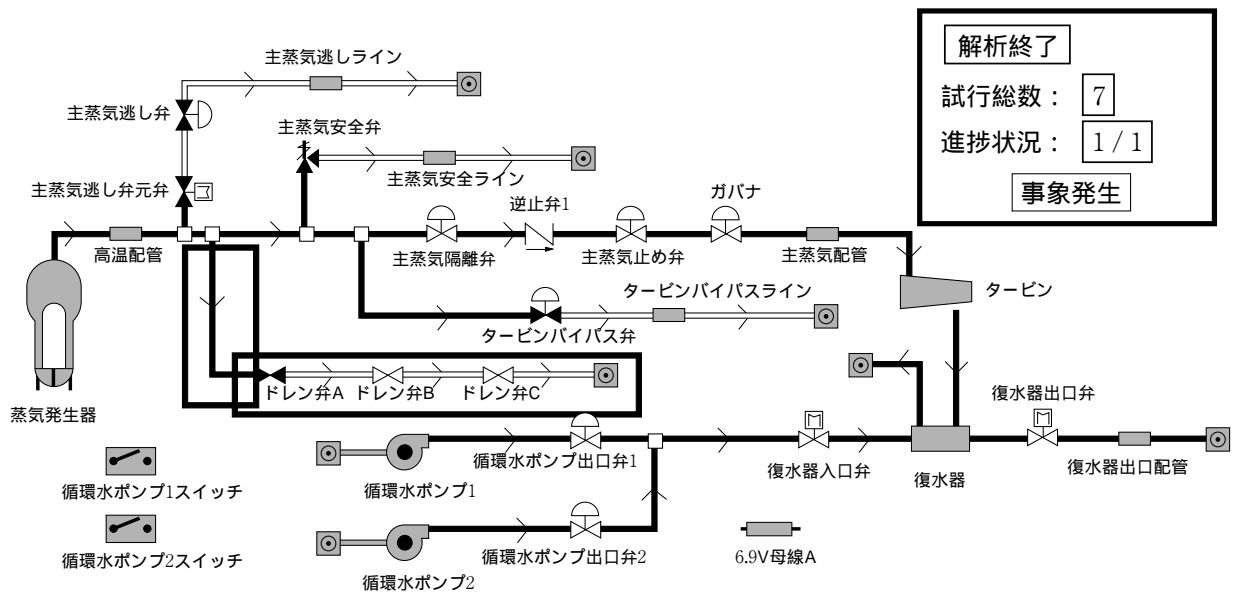 主蒸気逃しライン
解析終了
試行総数： 7
進捗状況： 1 / 1
事象発生
主蒸気逃し弁
主蒸気安全弁
主蒸気安全ライン
主蒸気逃し弁元弁
ガバナ
逆止弁1
高温配管
主蒸気隔離弁
主蒸気止め弁
主蒸気配管
タービン
タービンバイパスライン
タービンバイパス弁
ドレン弁A
ドレン弁B
ドレン弁C
蒸気発生器
復水器出口弁
循環水ポンプ出口弁1
復水器入口弁
復水器
復水器出口配管
循環水ポンプ1スイッチ
循環水ポンプ1
循環水ポンプ2スイッチ
循環水ポンプ出口弁2
6.9V母線A
循環水ポンプ2